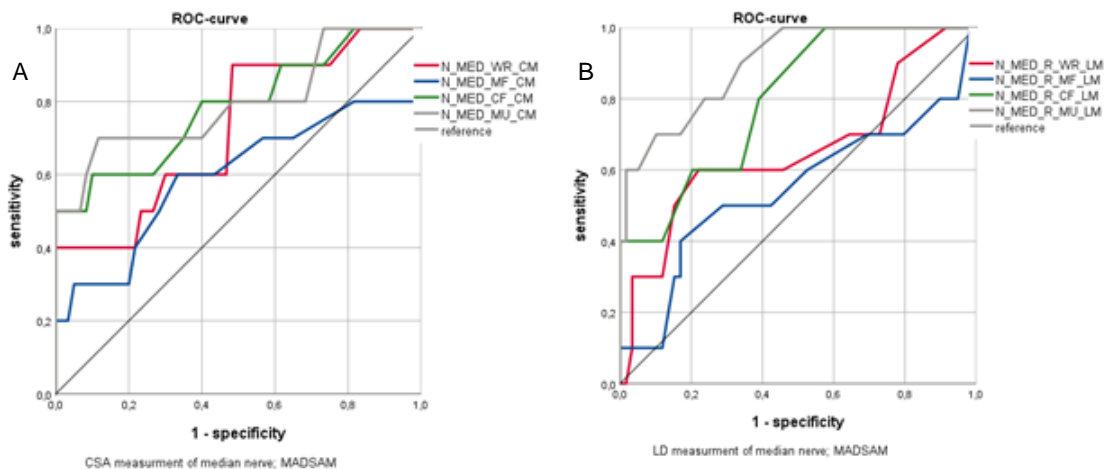 A
ROC-curve
1,0
0,8
0,6
0,4
0,2
0,0
0,0
0,2
0,4
0,6
0,8
1,0
sensitivity
1 - specificity
N_MED_WR_CM
N_MED_MF_CM
N_MED_CF_CM
N_MED_MU_CM
reference
CSA measurment of median nerve; MADSAM
B
ROC-curve
1,0
0,8
0,6
0,4
0,2
0,0
0,0
0,2
0,4
0,6
0,8
1,0
sensitivity
1 - specificity
N_MED_R_WR_LM
N_MED_R_MF_LM
N_MED_R_CF_LM
N_MED_R_MU_LM
reference
LD measurment of median nerve; MADSAM